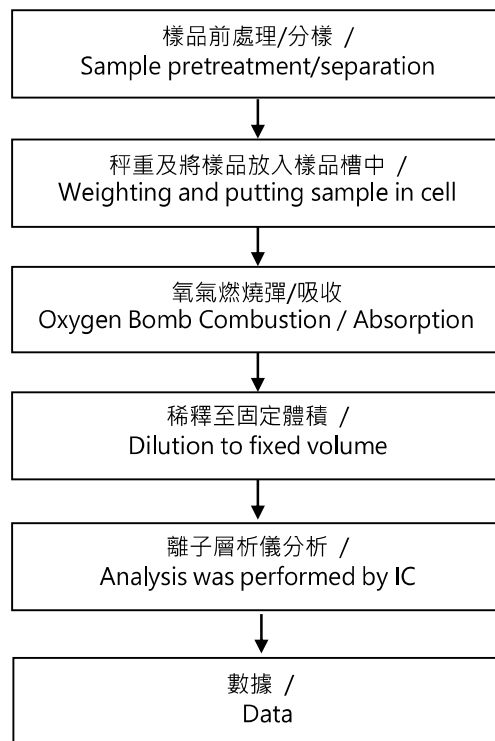 樣品前處理/分樣 /
Sample pretreatment/separation
秤重及將樣品放入樣品槽中 /
Weighting and putting sample in cell
氧氣燃燒彈/吸收
Oxygen Bomb Combustion / Absorption
稀釋至固定體積 /
Dilution to fixed volume
離子層析儀分析 /
Analysis was performed by IC
數據 /
Data